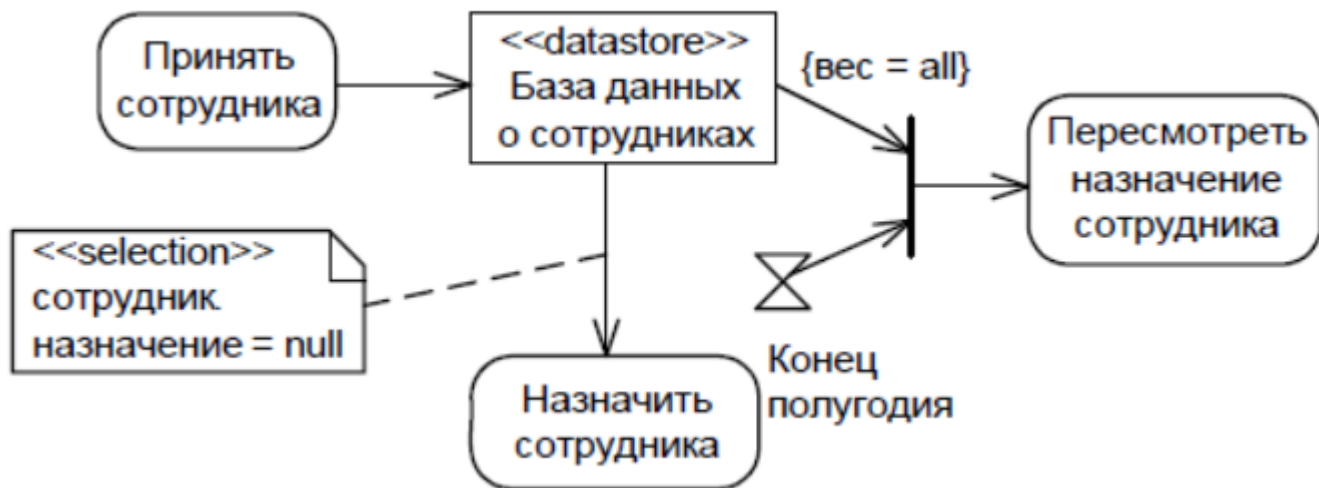 Принять
сотрудника
<<datastore>>
База данных
о сотрудниках
{вес = all}
Пересмотреть
назначение
сотрудника
<<selection>>
сотрудник.
назначение = null
Назначить
сотрудника
Конец
полугодия